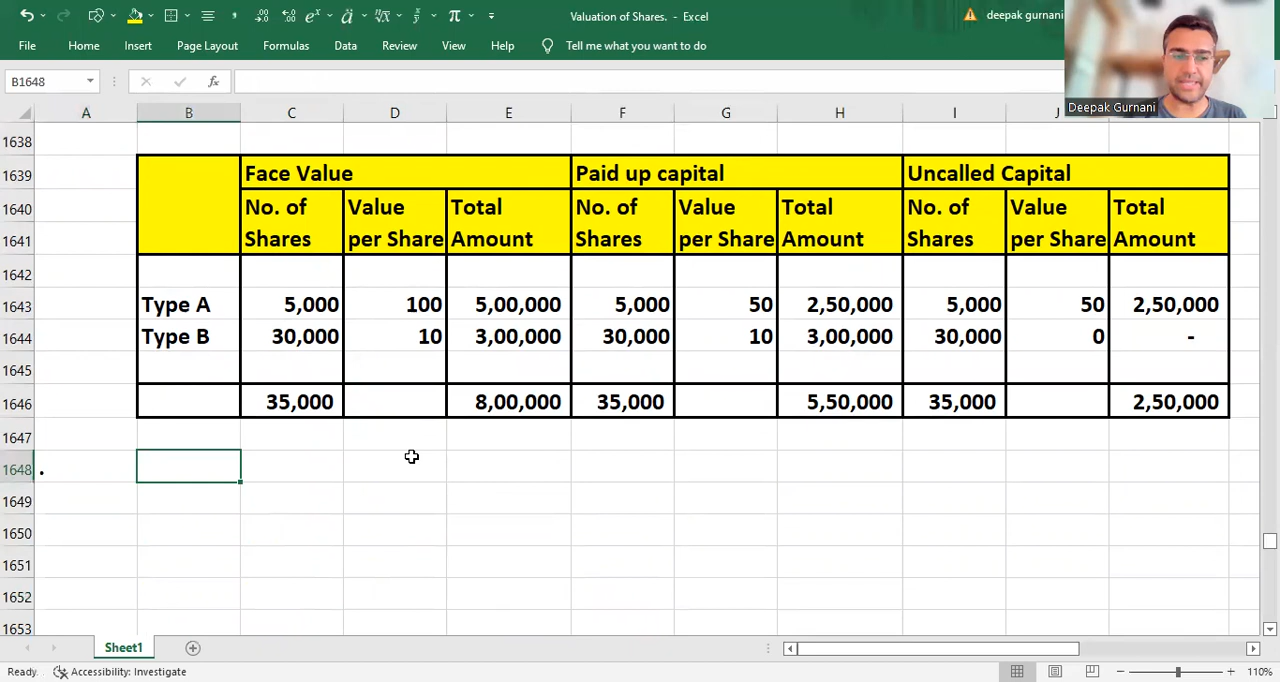 Valuation of Shares. - Excel
deepak gurnani
File Home Insert Page Layout Formulas Data Review View Help Tell me what you want to do
B1648
Deepak Gurnani
A B C D E F G H I J
1638
1639 Face Value Paid up capital Uncalled Capital
1640 No. of Value Total No. of Value Total No. of Value Total
1641 Shares per Share Amount Shares per Share Amount Shares per Share Amount
1642
1643 Type A 5,000 100 5,00,000 5,000 50 2,50,000 5,000 50 2,50,000
1644 Type B 30,000 10 3,00,000 30,000 10 3,00,000 30,000 0 -
1645
1646 35,000 8,00,000 35,000 5,50,000 35,000 2,50,000
1647
1648 .
1649
1650
1651
1652
1653
Sheet1
Ready. Accessibility: Investigate 110%